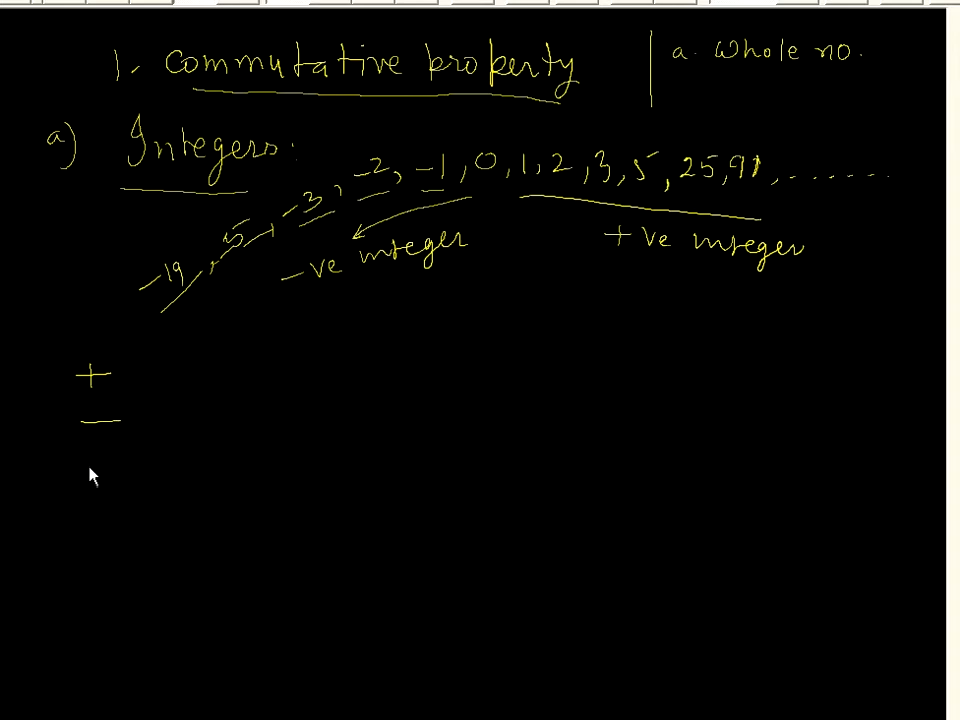 1. Commutative property
a. Whole no.
a) Integers:
-19, -5, -3, -2, -1, 0, 1, 2, 3, 5, 25, 91, .......
-ve integer
+ve integer
+
-